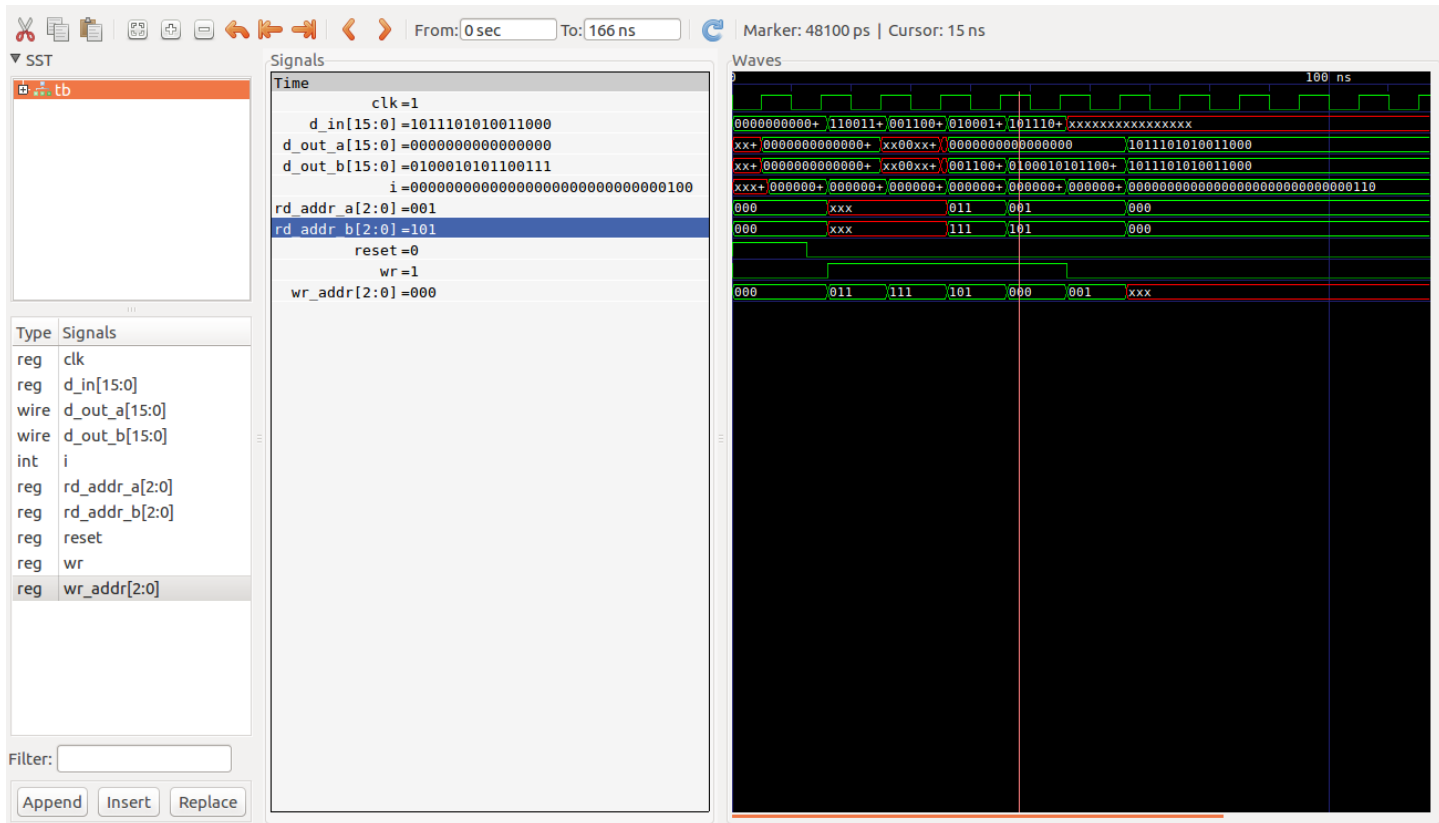 From: 0 sec To: 166 ns Marker: 48100 ps | Cursor: 15 ns
SST
tb
Type Signals
reg clk
reg d_in[15:0]
wire d_out_a[15:0]
wire d_out_b[15:0]
int i
reg rd_addr_a[2:0]
reg rd_addr_b[2:0]
reg reset
reg wr
reg wr_addr[2:0]
Filter:
Append Insert Replace
Signals
Time
clk=1
d_in[15:0]=1011101010011000
d_out_a[15:0]=0000000000000000
d_out_b[15:0]=0100010101100111
i=00000000000000000000000000000100
rd_addr_a[2:0]=001
rd_addr_b[2:0]=101
reset=0
wr=1
wr_addr[2:0]=000
Waves
0 100 ns
0000000000+ 110011+ 001100+ 010001+ 101110+ xxxxxxxxxxxxxxxx
xx+ 0000000000000+ xx00xx+ 0000000000000000 1011101010011000
xx+ 0000000000000+ xx00xx+ 001100+ 0100010101100+ 1011101010011000
xxx+ 000000+ 000000+ 000000+ 000000+ 000000+ 000000+ 00000000000000000000000000000110
000 xxx 011 001 000
000 xxx 111 101 000
000 011 111 101 000 001 xxx